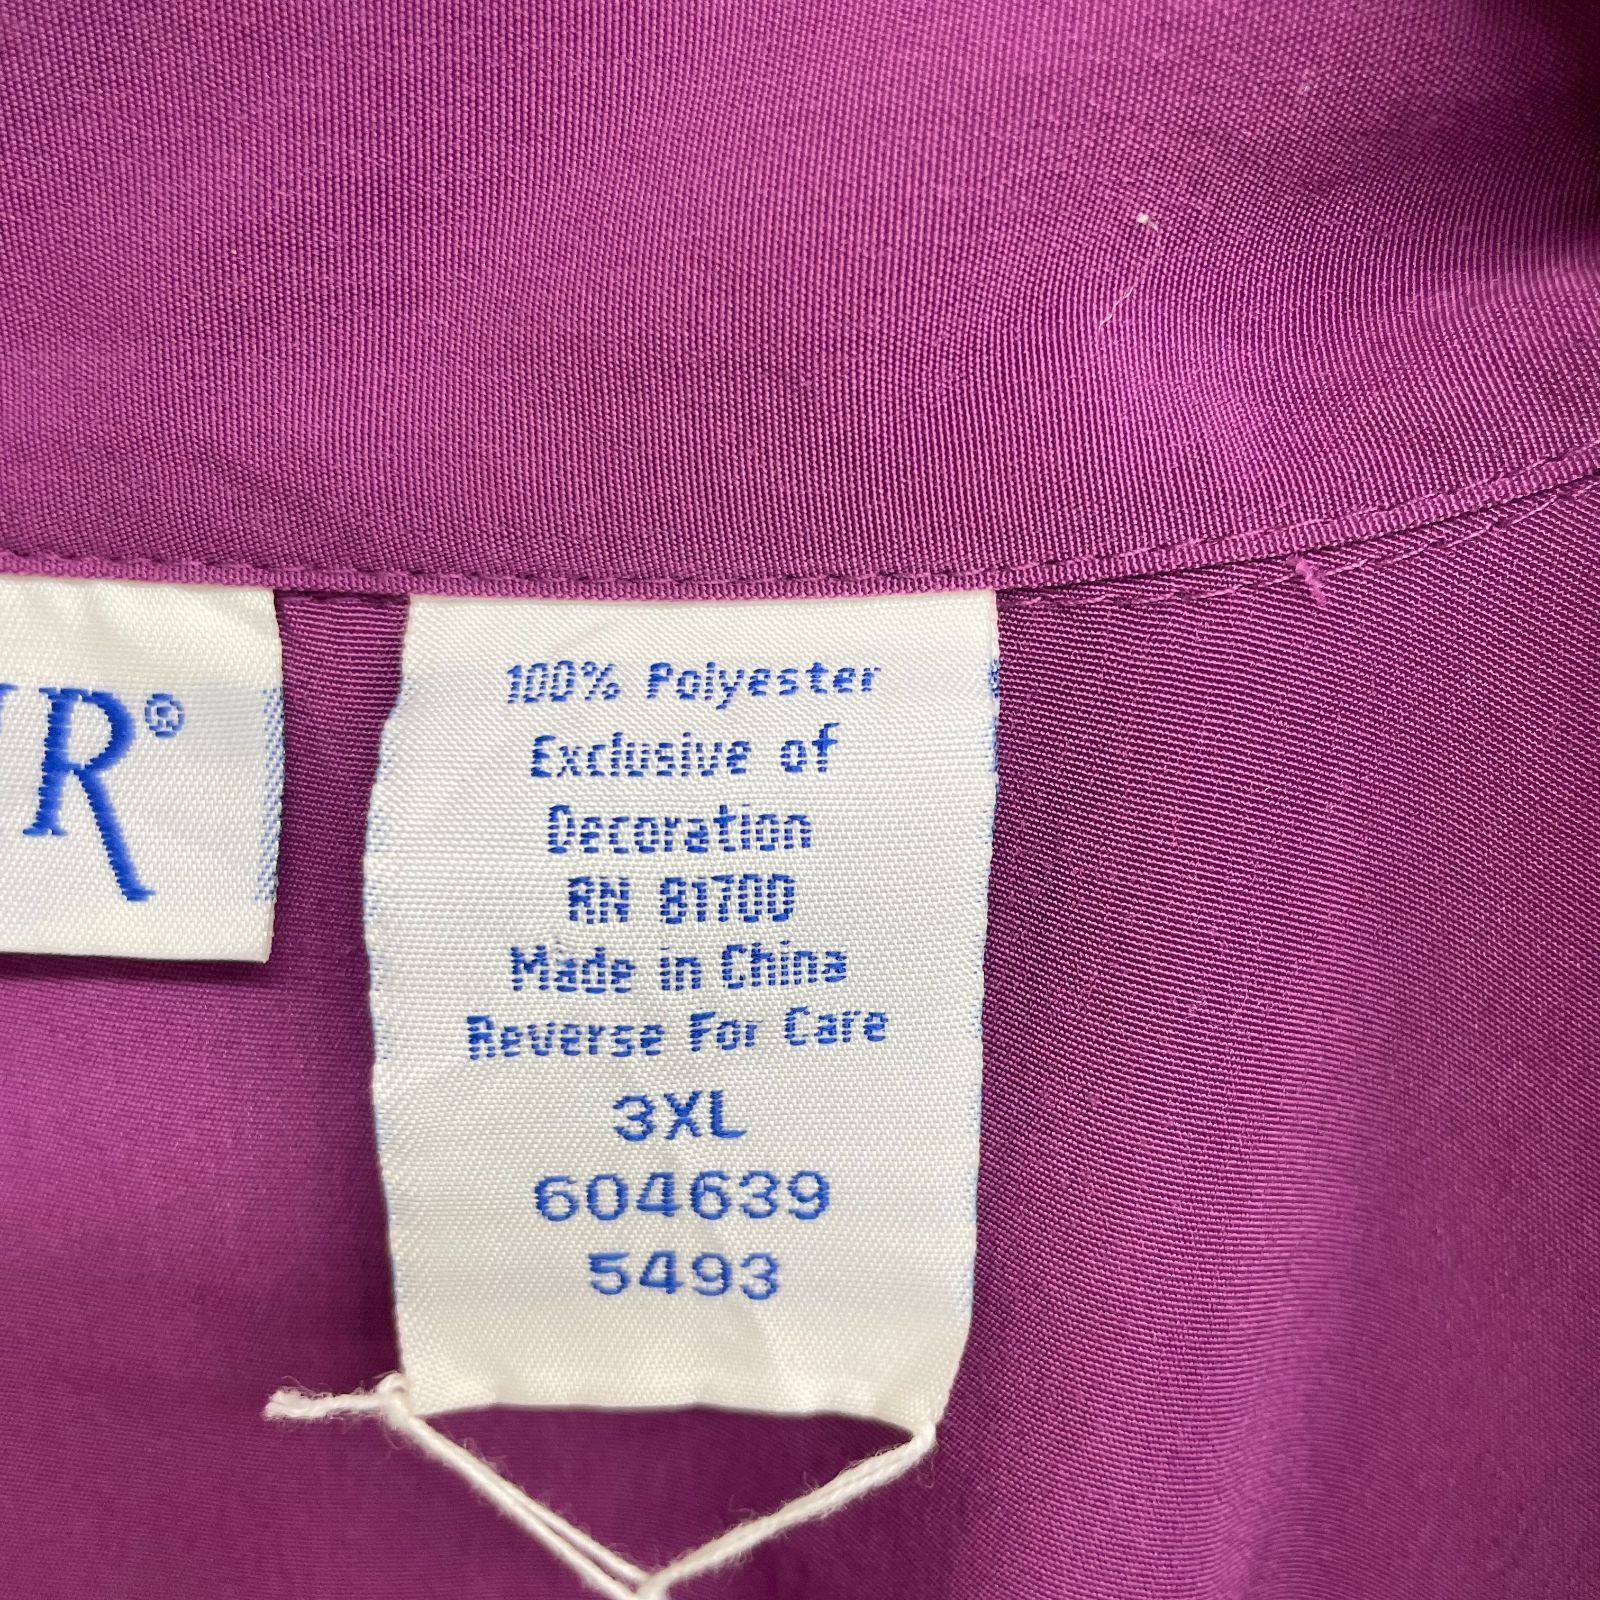 R®
100% Polyester
Exclusive of
Decoration
RN 81700
Made in China
Reverse For Care
3XL
604639
5493